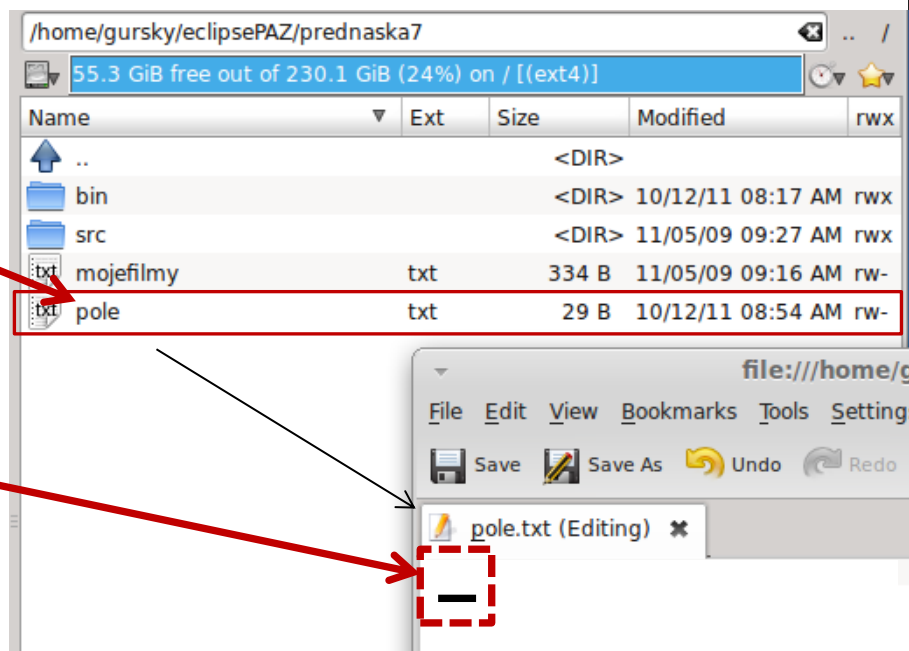 /home/gursky/eclipsePAZ/prednaska7 .. /
55.3 GiB free out of 230.1 GiB (24%) on / [(ext4)]
Name Ext Size Modified rwx
.. <DIR>
bin <DIR> 10/12/11 08:17 AM rwx
src <DIR> 11/05/09 09:27 AM rwx
txt mojefilmy txt 334 B 11/05/09 09:16 AM rw-
txt pole txt 29 B 10/12/11 08:54 AM rw-
file:///home/g
File Edit View Bookmarks Tools Setting
Save Save As Undo Redo
pole.txt (Editing)